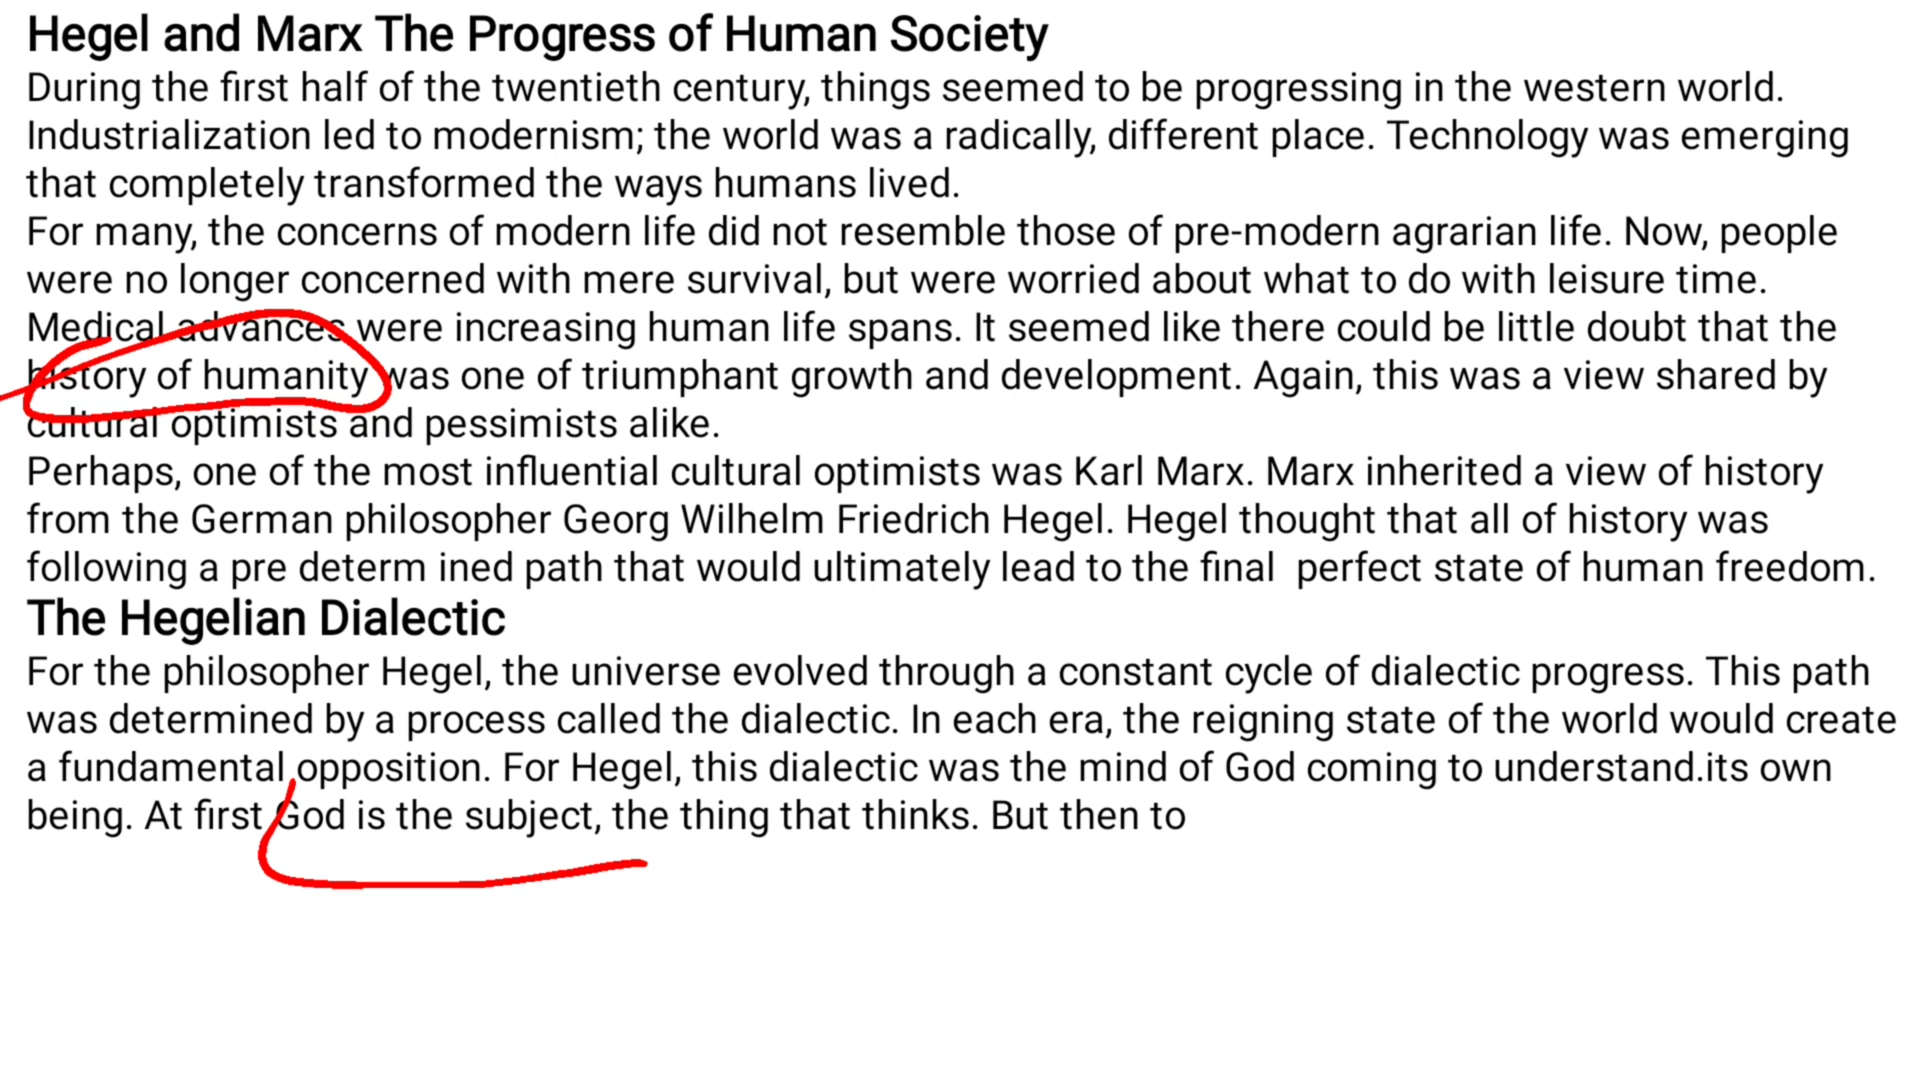 Hegel and Marx The Progress of Human Society
During the first half of the twentieth century, things seemed to be progressing in the western world.
Industrialization led to modernism; the world was a radically, different place. Technology was emerging
that completely transformed the ways humans lived.
For many, the concerns of modern life did not resemble those of pre-modern agrarian life. Now, people
were no longer concerned with mere survival, but were worried about what to do with leisure time.
Medical advances were increasing human life spans. It seemed like there could be little doubt that the
history of humanity was one of triumphant growth and development. Again, this was a view shared by
cultural optimists and pessimists alike.
Perhaps, one of the most influential cultural optimists was Karl Marx. Marx inherited a view of history
from the German philosopher Georg Wilhelm Friedrich Hegel. Hegel thought that all of history was
following a pre determ ined path that would ultimately lead to the final  perfect state of human freedom.
The Hegelian Dialectic
For the philosopher Hegel, the universe evolved through a constant cycle of dialectic progress. This path
was determined by a process called the dialectic. In each era, the reigning state of the world would create
a fundamental opposition. For Hegel, this dialectic was the mind of God coming to understand.its own
being. At first God is the subject, the thing that thinks. But then to